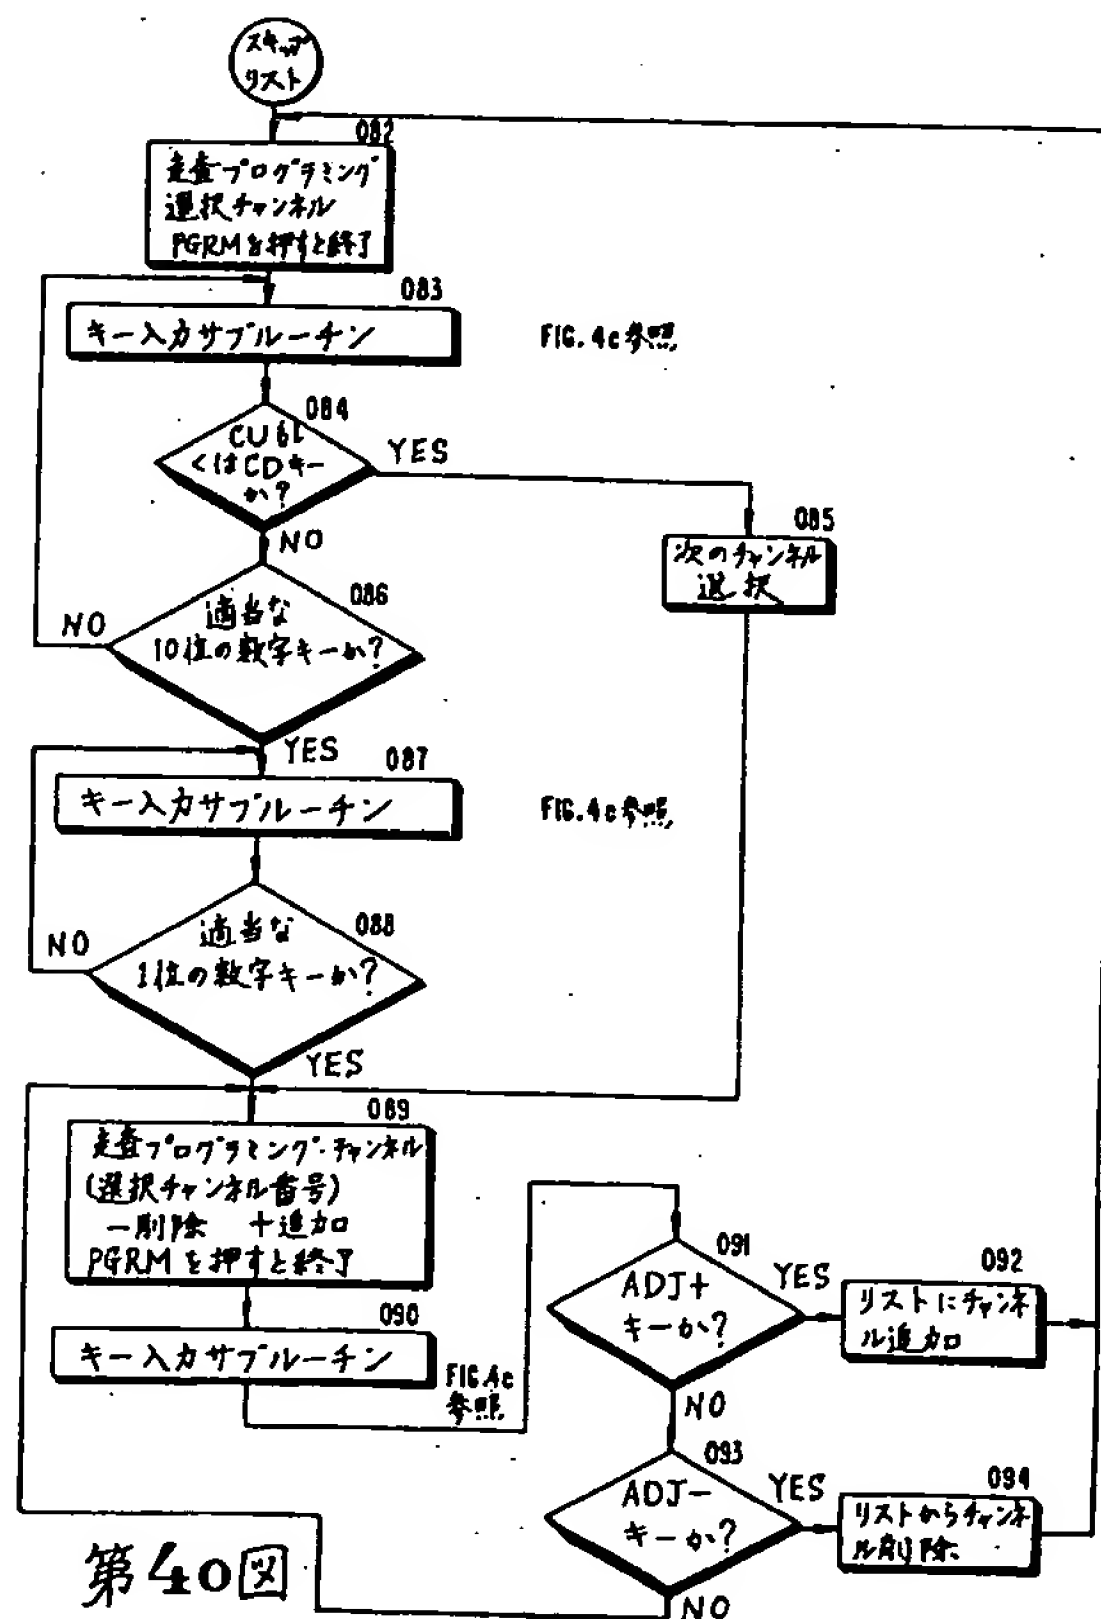 スキップ
リスト
082
走査プログラミング
選択チャンネル
PGRMを押すと終了
083
キー入力サブルーチン
FIG. 4c参照
084
CUもし
くはCDキー
か?
YES
NO
085
次のチャンネル
選択
086
適当な
10位の数字キーか?
NO
YES
087
キー入力サブルーチン
FIG. 4c参照
088
適当な
1位の数字キーか?
NO
YES
089
走査プログラミング・チャンネル
(選択チャンネル番号)
－削除 ＋追加
PGRMを押すと終了
090
キー入力サブルーチン
FIG.4c
参照
091
ADJ+
キーか?
YES
NO
092
リストにチャンネ
ル追加
093
ADJ−
キーか?
YES
NO
094
リストからチャンネ
ル削除
第4o図